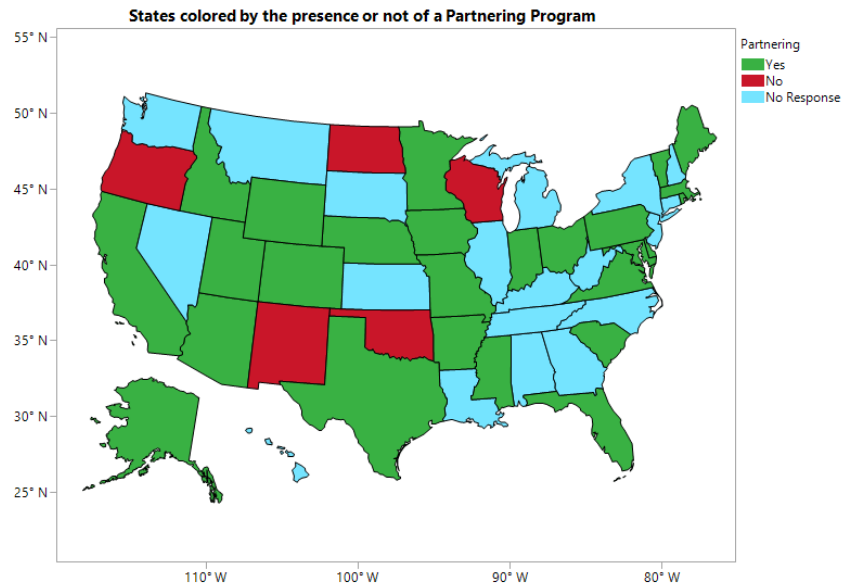 States colored by the presence or not of a Partnering Program
55° N
50° N
45° N
40° N
35° N
30° N
25° N
110° W
100° W
90° W
80° W
Partnering
Yes
No
No Response